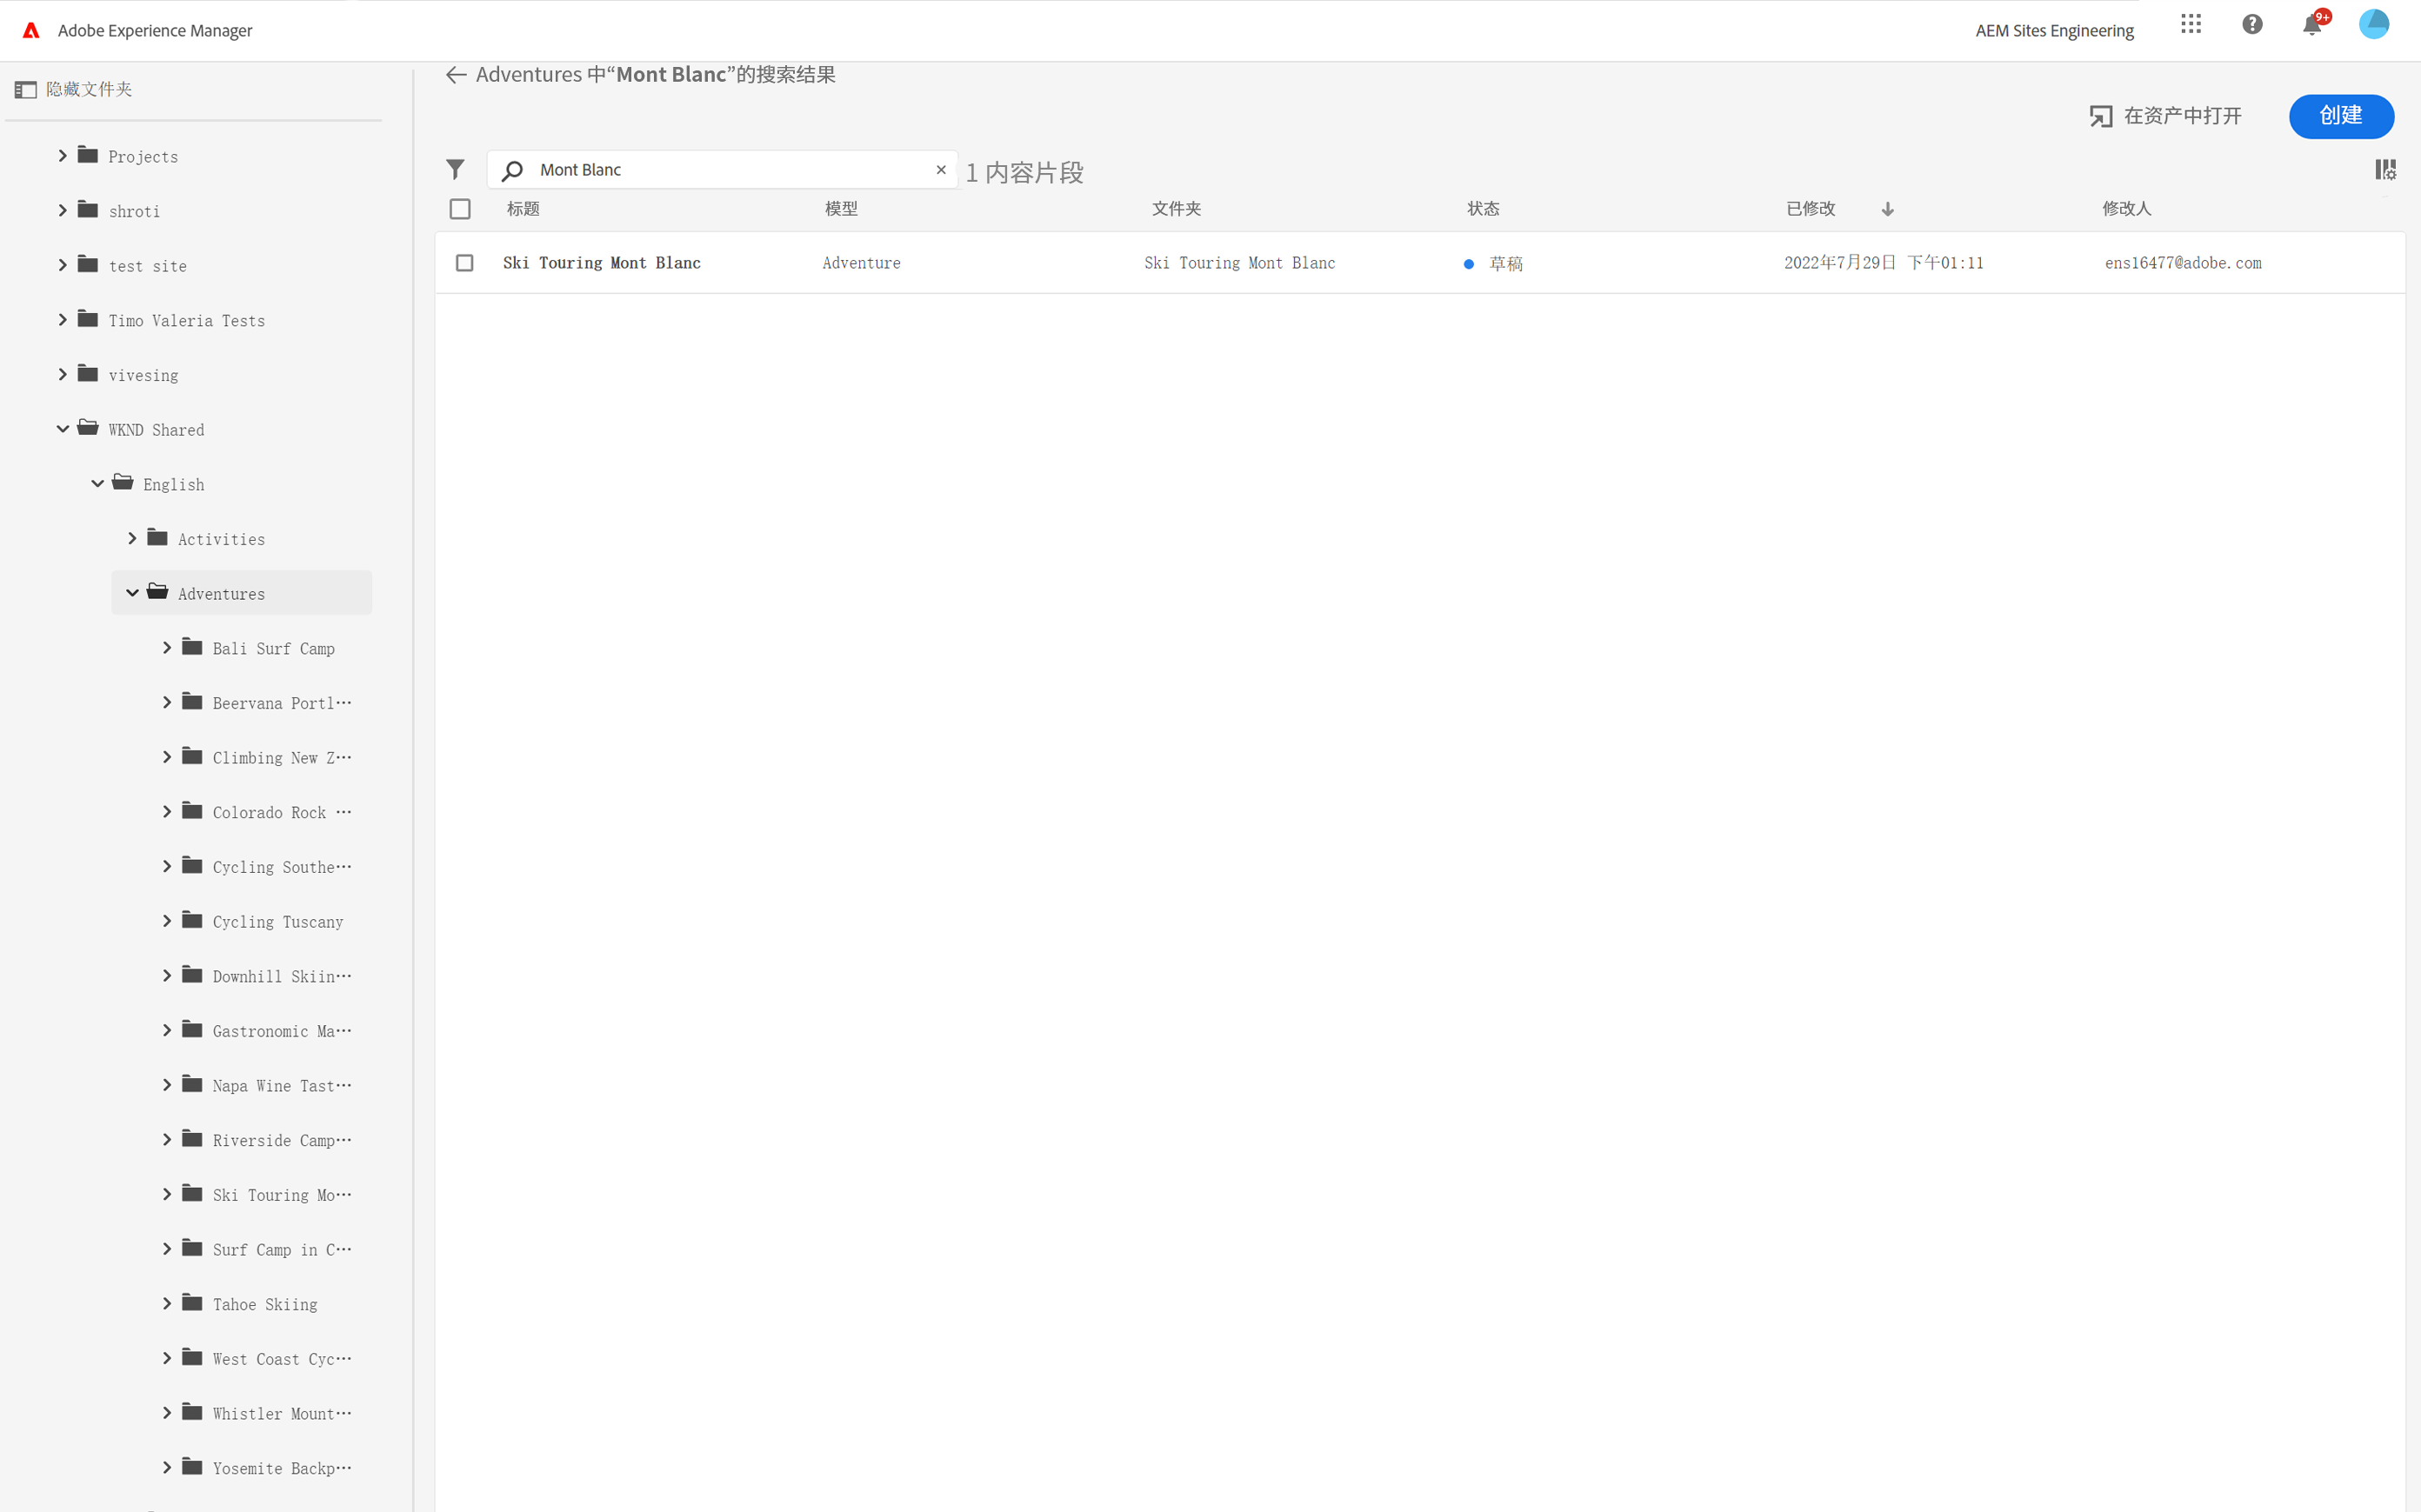 Adobe Experience Manager
AEM Sites Engineering
9+
隐藏文件夹
Projects
shroti
test site
Timo Valeria Tests
vivesing
WKND Shared
English
Activities
Adventures
Bali Surf Camp
Beervana Portl…
Climbing New Z…
Colorado Rock …
Cycling Southe…
Cycling Tuscany
Downhill Skiin…
Gastronomic Ma…
Napa Wine Tast…
Riverside Camp…
Ski Touring Mo…
Surf Camp in C…
Tahoe Skiing
West Coast Cyc…
Whistler Mount…
Yosemite Backp…
Adventures 中“Mont Blanc”的搜索结果
在资产中打开
创建
Mont Blanc
1 内容片段
标题 模型 文件夹 状态 已修改 修改人
Ski Touring Mont Blanc Adventure Ski Touring Mont Blanc 草稿 2022年7月29日 下午01:11 ens16477@adobe.com